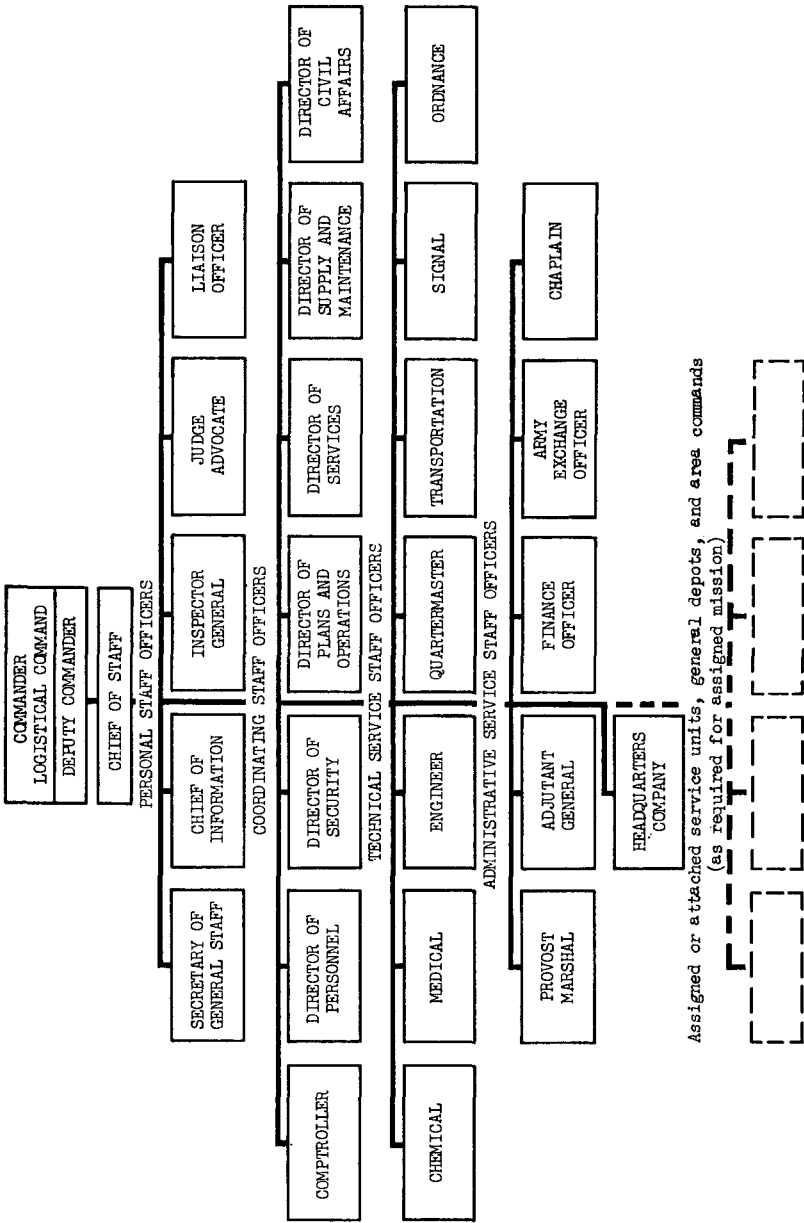 COMMANDER
LOGISTICAL COMMAND
DEPUTY COMMANDER
CHIEF OF STAFF
PERSONAL STAFF OFFICERS
SECRETARY OF
GENERAL STAFF
CHIEF OF
INFORMATION
INSPECTOR
GENERAL
JUDGE
ADVOCATE
LIAISON
OFFICER
COORDINATING STAFF OFFICERS
COMPTROLLER
DIRECTOR OF
PERSONNEL
DIRECTOR OF
SECURITY
DIRECTOR OF
PLANS AND
OPERATIONS
DIRECTOR OF
SERVICES
DIRECTOR OF
SUPPLY AND
MAINTENANCE
DIRECTOR OF
CIVIL
AFFAIRS
TECHNICAL SERVICE STAFF OFFICERS
CHEMICAL
MEDICAL
ENGINEER
QUARTERMASTER
TRANSPORTATION
SIGNAL
ORDNANCE
ADMINISTRATIVE SERVICE STAFF OFFICERS
PROVOST
MARSHAL
ADJUTANT
GENERAL
FINANCE
OFFICER
ARMY
EXCHANGE
OFFICER
CHAPLAIN
HEADQUARTERS
COMPANY
Assigned or attached service units, general depots, and area commands
(as required for assigned mission)